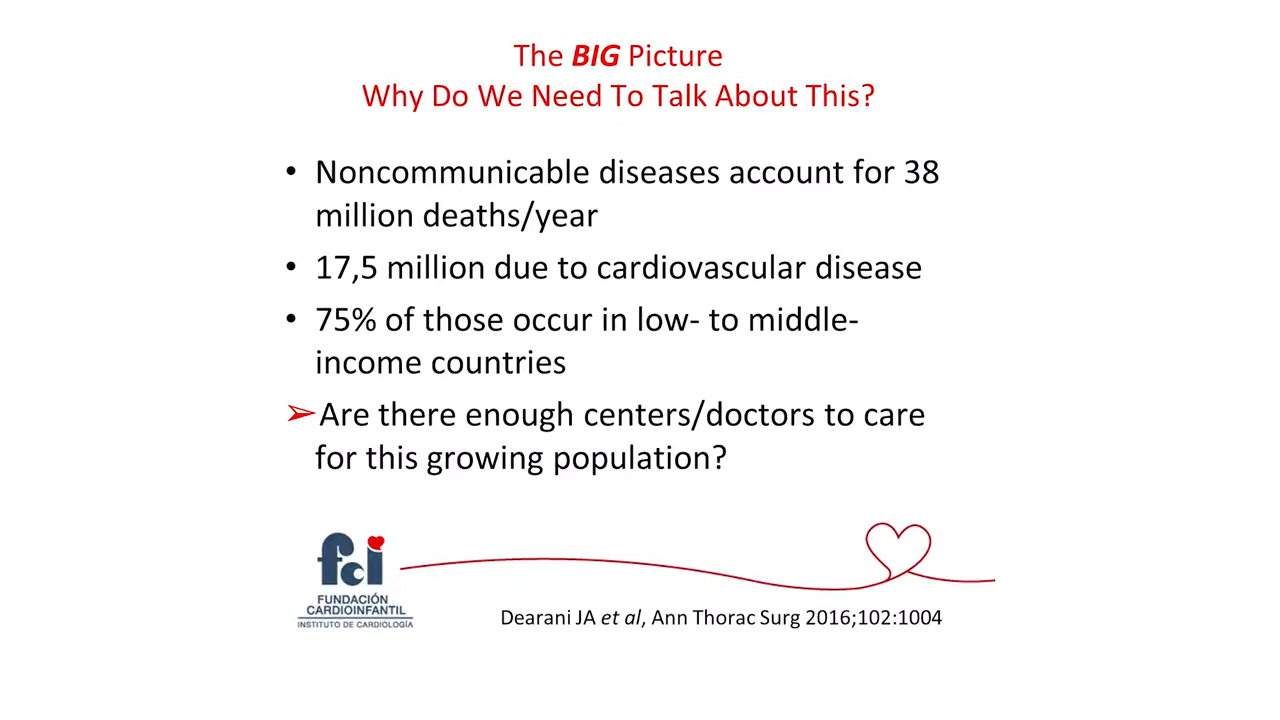 The BIG Picture
Why Do We Need To Talk About This?
• Noncommunicable diseases account for 38
million deaths/year
• 17,5 million due to cardiovascular disease
• 75% of those occur in low- to middle-
income countries
➢Are there enough centers/doctors to care
for this growing population?
fci
FUNDACIÓN
CARDIOINFANTIL
INSTITUTO DE CARDIOLOGÍA
Dearani JA et al, Ann Thorac Surg 2016;102:1004